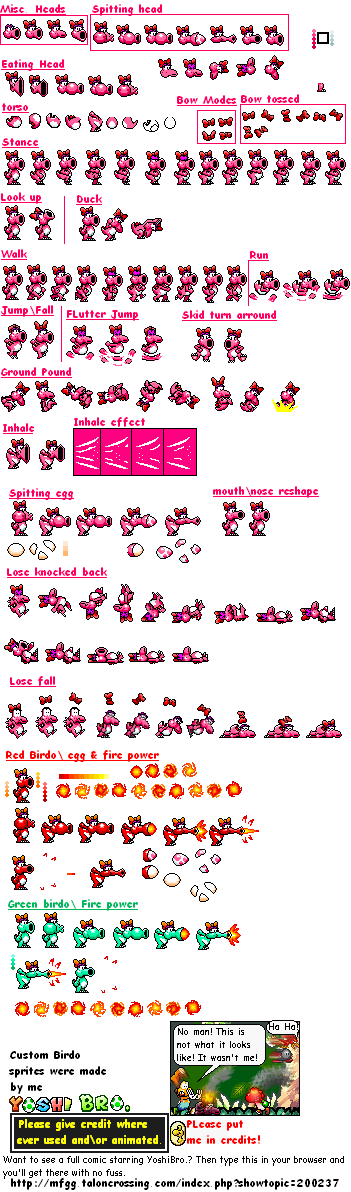 Misc  Heads
Spitting head
Eating Head
Bow Modes
Bow tossed
torso
Stance
Look up
Duck
Walk
Run
Jump\Fall
FLutter Jump
Skid turn arround
Ground Pound
Inhale
Inhale effect
Spitting egg
mouth\nose reshape
Lose knocked back
Lose fall
Red Birdo\ egg & fire power
Green birdo\ Fire power
No man! This is
not what it looks
like! It wasn't me!
Ha Ha!
Custom Birdo
sprites were made
by me
YOSHI BRO.
Please give credit where
ever used and\or animated.
PLease put
me in credits!
Want to see a full comic starring YoshiBro.? Then type this in your browser and
you'll get there with no fuss.
http://mfgg.taloncrossing.com/index.php?showtopic=200237